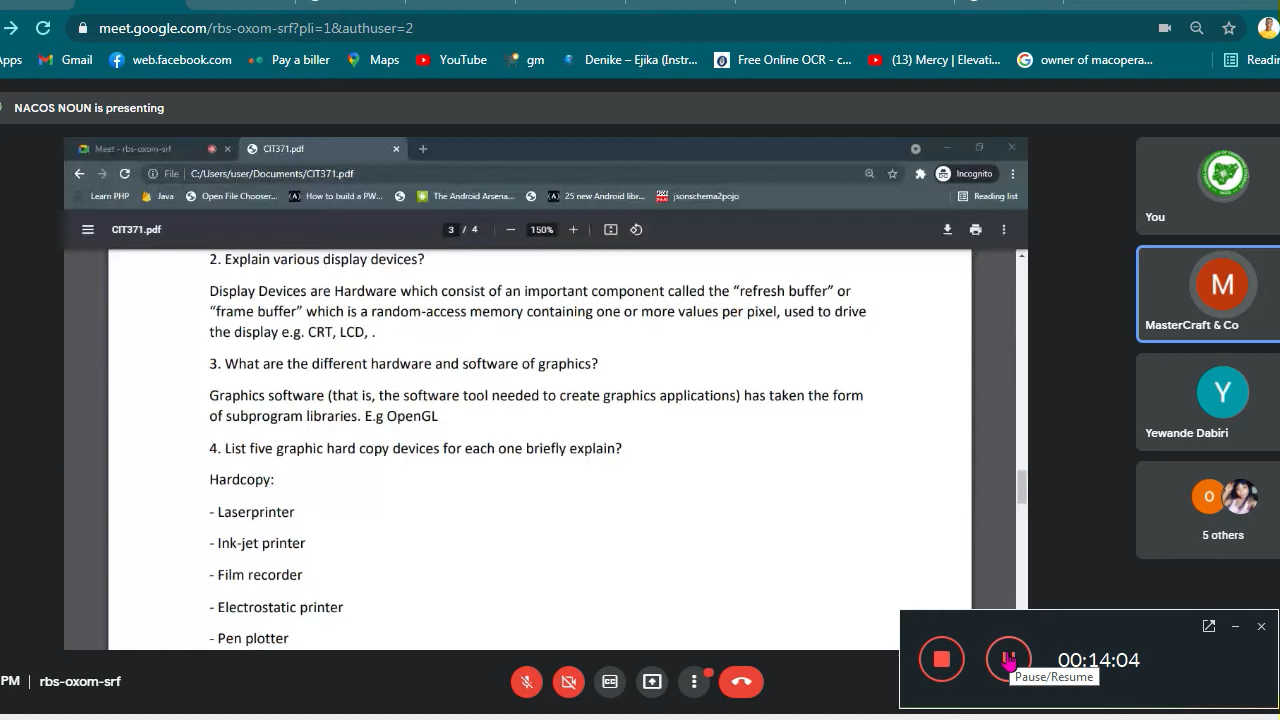 meet.google.com/rbs-oxom-srf?pli=1&authuser=2
Apps Gmail web.facebook.com Pay a biller Maps YouTube gm Denike – Ejika (Instr... Free Online OCR - c... (13) Mercy | Elevati... owner of macopera...
NACOS NOUN is presenting
Meet - rbs-oxom-srf CIT371.pdf
File C:/Users/user/Documents/CIT371.pdf Incognito
Learn PHP Java Open File Chooser... How to build a PW... The Android Arsena... 25 new Android libr... jsonschema2pojo Reading list
CIT371.pdf 3 / 4 150%
2. Explain various display devices?
Display Devices are Hardware which consist of an important component called the “refresh buffer” or
“frame buffer” which is a random-access memory containing one or more values per pixel, used to drive
the display e.g. CRT, LCD, .
3. What are the different hardware and software of graphics?
Graphics software (that is, the software tool needed to create graphics applications) has taken the form
of subprogram libraries. E.g OpenGL
4. List five graphic hard copy devices for each one briefly explain?
Hardcopy:
- Laserprinter
- Ink-jet printer
- Film recorder
- Electrostatic printer
- Pen plotter
You
M
MasterCraft & Co
Y
Yewande Dabiri
O
5 others
00:14:04
Pause/Resume
PM | rbs-oxom-srf